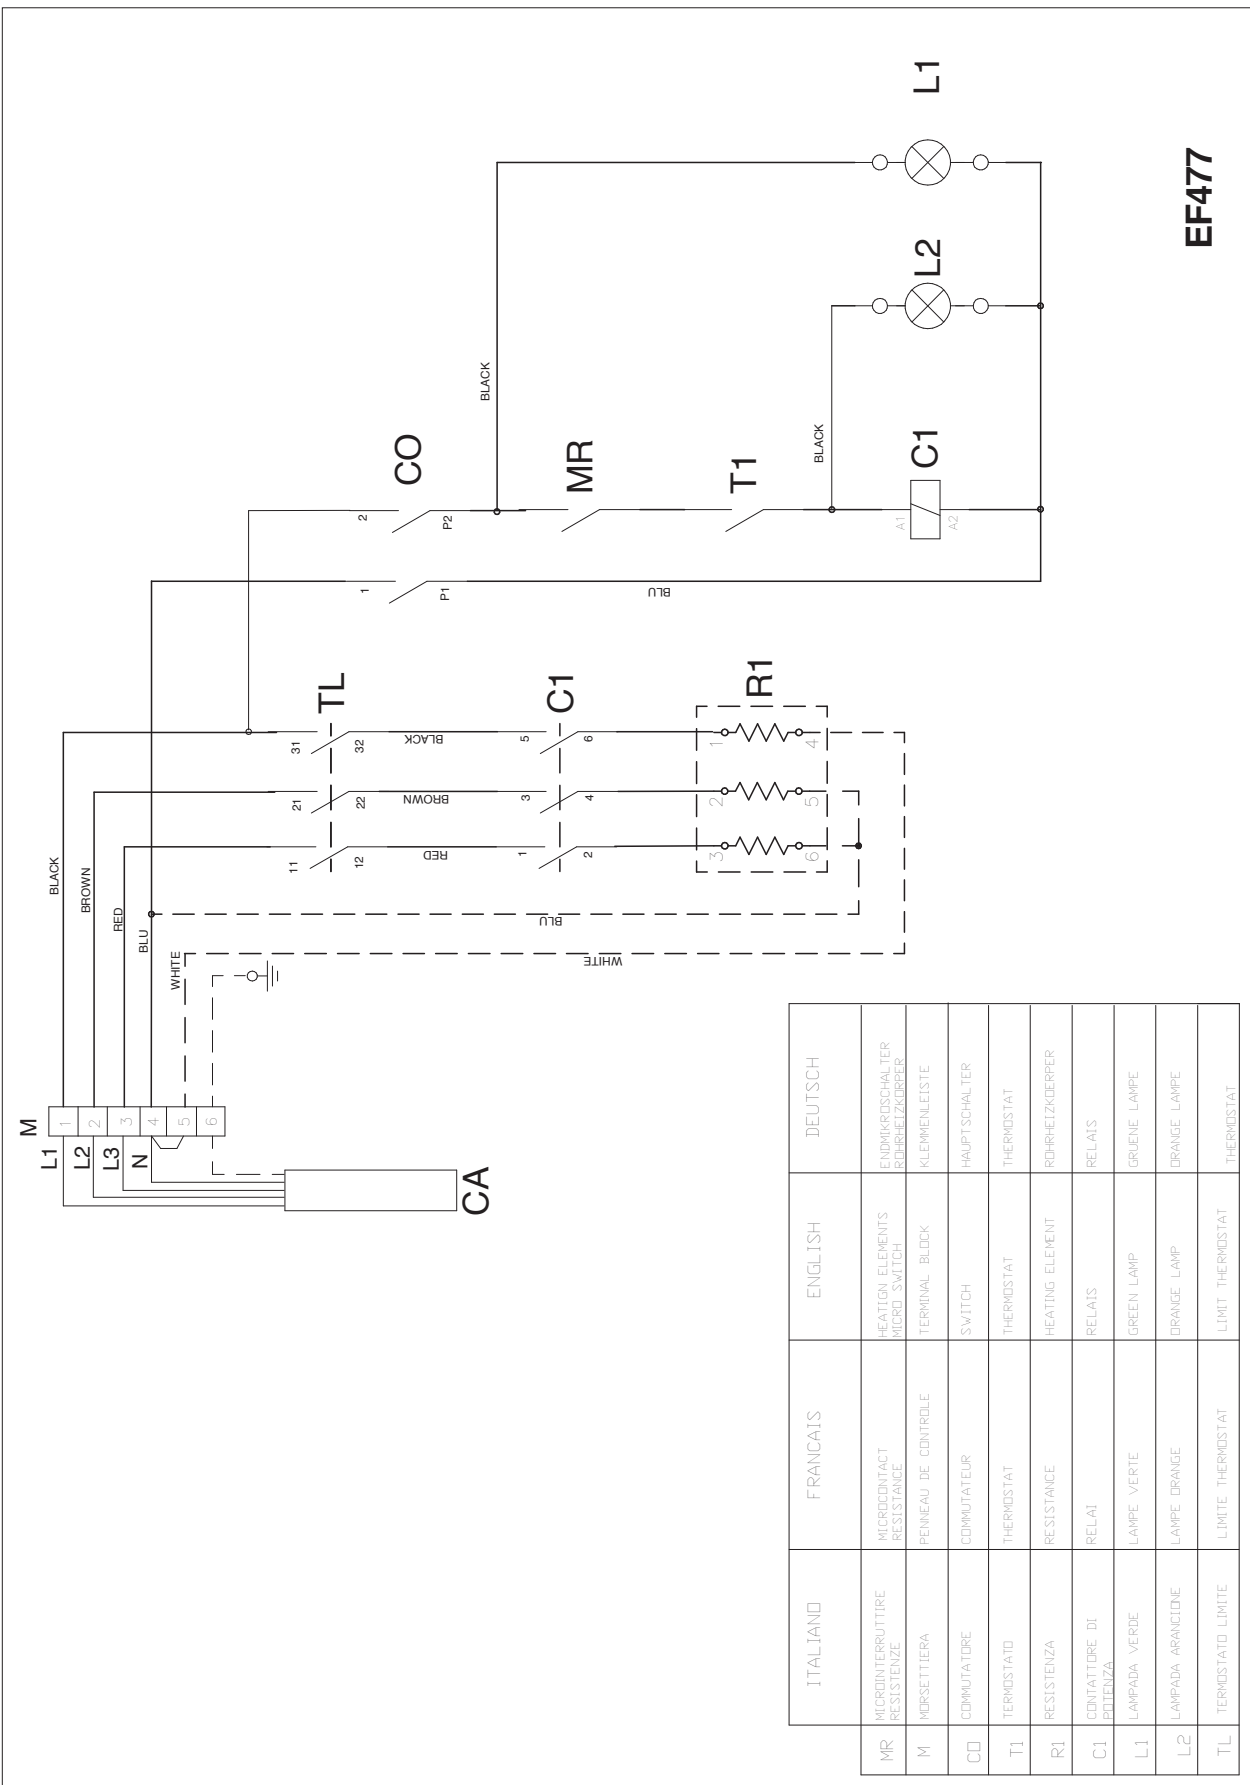 M
L1
L2
L3
N
1
2
3
4
5
6
CA
BLACK
BROWN
RED
BLU
WHITE
31
21
11
TL
32
22
12
BLACK
BROWN
RED
BLU
WHITE
5
3
1
C1
6
4
2
R1
1
2
3
4
5
6
1
P1
BLU
2
CO
P2
BLACK
MR
T1
BLACK
A1
C1
A2
L2
L1
EF477
ITALIANO FRANCAIS ENGLISH DEUTSCH
MR MICROINTERRUTTIRE MICROCONTACT HEATIGN ELEMENTS ENDMIKROSCHALTER
RESISTENZE RESISTANCE MICRO SWITCH ROHRHEIZKORPER
M MORSETTIERA PENNEAU DE CONTROLE TERMINAL BLOCK KLEMMENLEISTE
CO COMMUTATORE COMMUTATEUR SWITCH HAUPTSCHALTER
T1 TERMOSTATO THERMOSTAT THERMOSTAT THERMOSTAT
R1 RESISTENZA RESISTANCE HEATING ELEMENT ROHRHEIZKOERPER
C1 CONTATTORE DI RELAI RELAIS RELAIS
POTENZA
L1 LAMPADA VERDE LAMPE VERTE GREEN LAMP GRUENE LAMPE
L2 LAMPADA ARANCIONE LAMPE ORANGE ORANGE LAMP ORANGE LAMPE
TL TERMOSTATO LIMITE LIMITE THERMOSTAT LIMIT THERMOSTAT THERMOSTAT